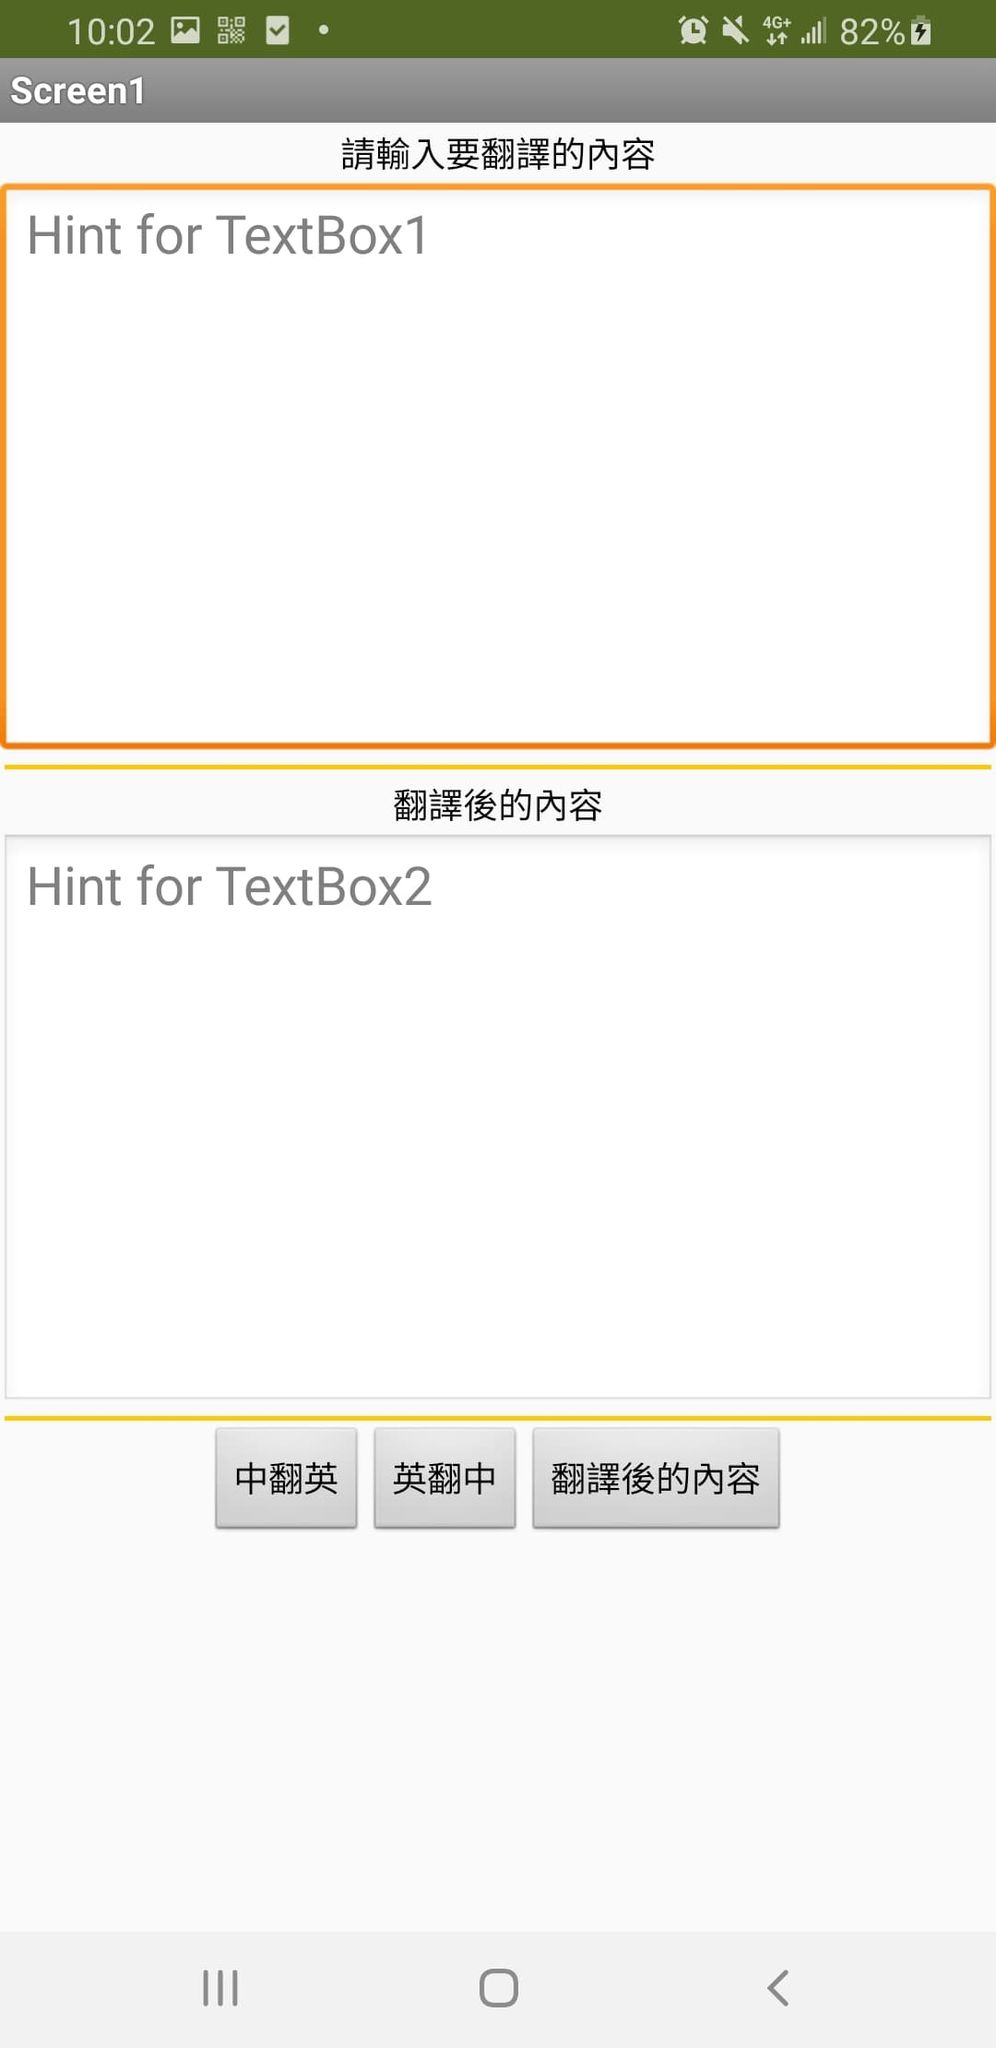 10:02 4G+ 82%
Screen1
請輸入要翻譯的內容
Hint for TextBox1
翻譯後的內容
Hint for TextBox2
中翻英 英翻中 翻譯後的內容